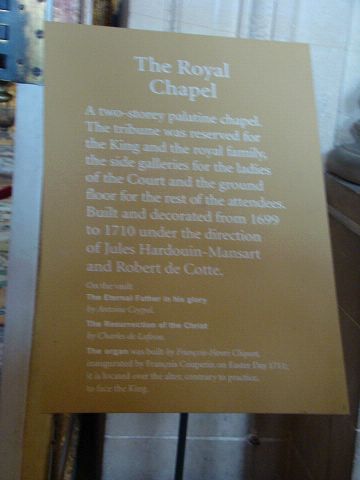 The Royal
Chapel
A two-storey palatine chapel.
The tribune was reserved for
the King and the royal family,
the side galleries for the ladies
of the Court and the ground
floor for the rest of the attendees.
Built and decorated from 1699
to 1710 under the direction
of Jules Hardouin-Mansart
and Robert de Cotte.
On the vault
The Eternal Father in his glory
by Antoine Coypel.
The Resurrection of the Christ
by Charles de Lafosse.
The organ was built by François-Henri Cliquot,
inaugurated by François Couperin on Easter Day 1711;
it is located over the altar, contrary to practice,
to face the King.